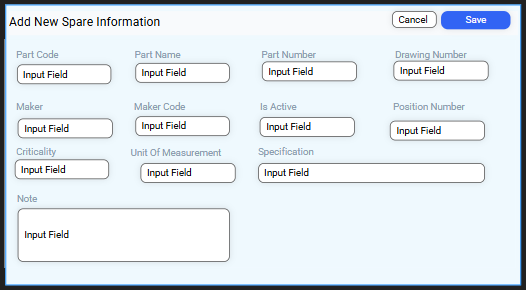 Add New Spare Information Cancel Save
Part Code Part Name Part Number Drawing Number
Input Field Input Field Input Field Input Field
Maker Maker Code Is Active Position Number
Input Field Input Field Input Field Input Field
Criticality Unit Of Measurement Specification
Input Field Input Field Input Field
Note
Input Field